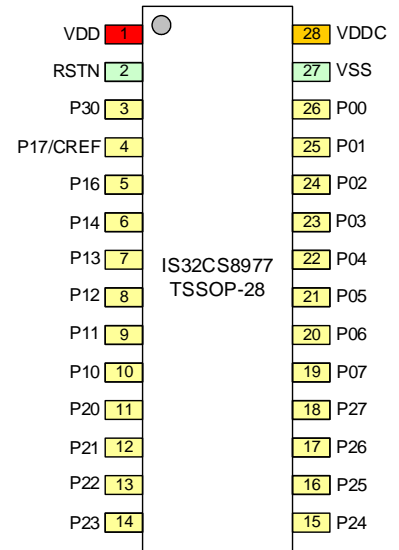 VDD 1 28 VDDC
RSTN 2 27 VSS
P30 3 26 P00
P17/CREF 4 25 P01
P16 5 24 P02
P14 6 23 P03
P13 7 22 P04
IS32CS8977
TSSOP-28
P12 8 21 P05
P11 9 20 P06
P10 10 19 P07
P20 11 18 P27
P21 12 17 P26
P22 13 16 P25
P23 14 15 P24